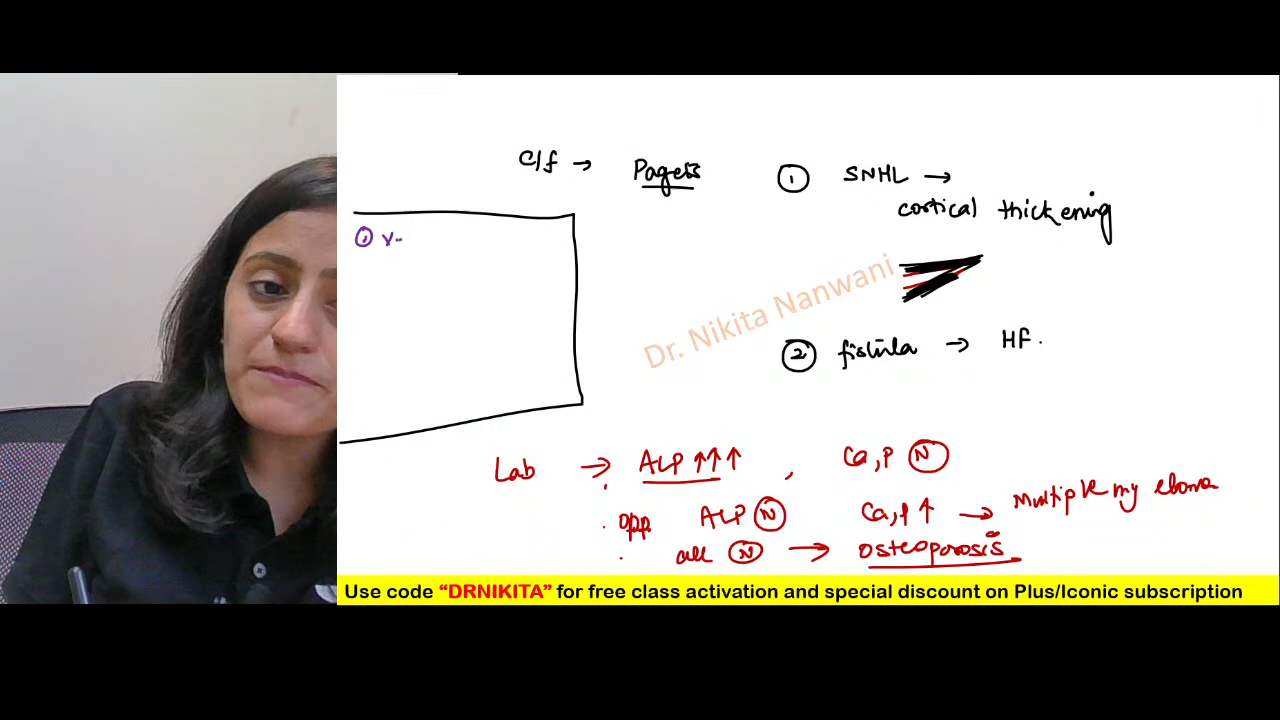 C/f → Pagets
① SNHL →
cortical thickening
① X-
Dr. Nikita Nanwani
② fistula → HF.
Lab → ALP ↑↑↑ , Ca, P Ⓝ
opp. ALP Ⓝ Ca, P ↑ → Multiple myeloma
all Ⓝ → osteoporosis
Use code “DRNIKITA” for free class activation and special discount on Plus/Iconic subscription